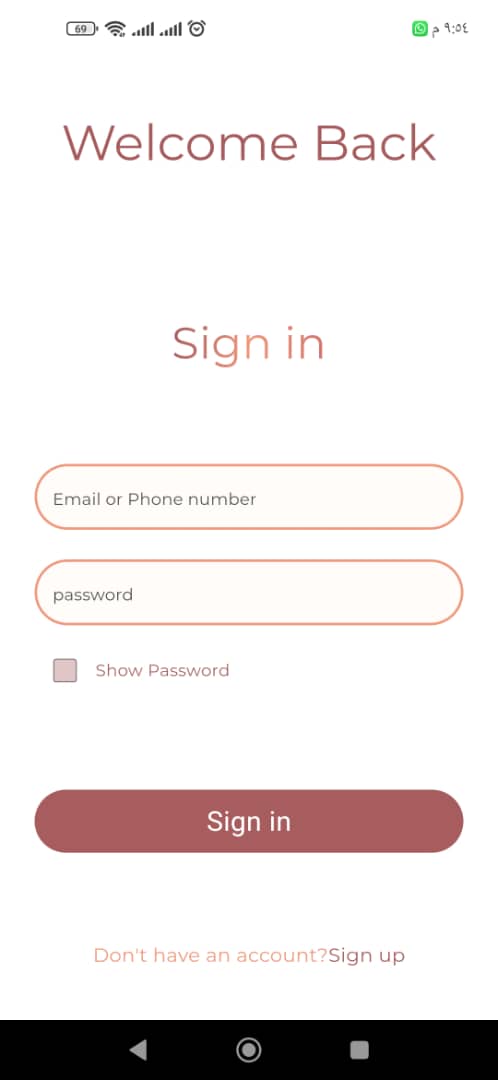 69
م ٩:٥٤
Welcome Back
Sign in
Email or Phone number
password
Show Password
Sign in
Don't have an account?Sign up